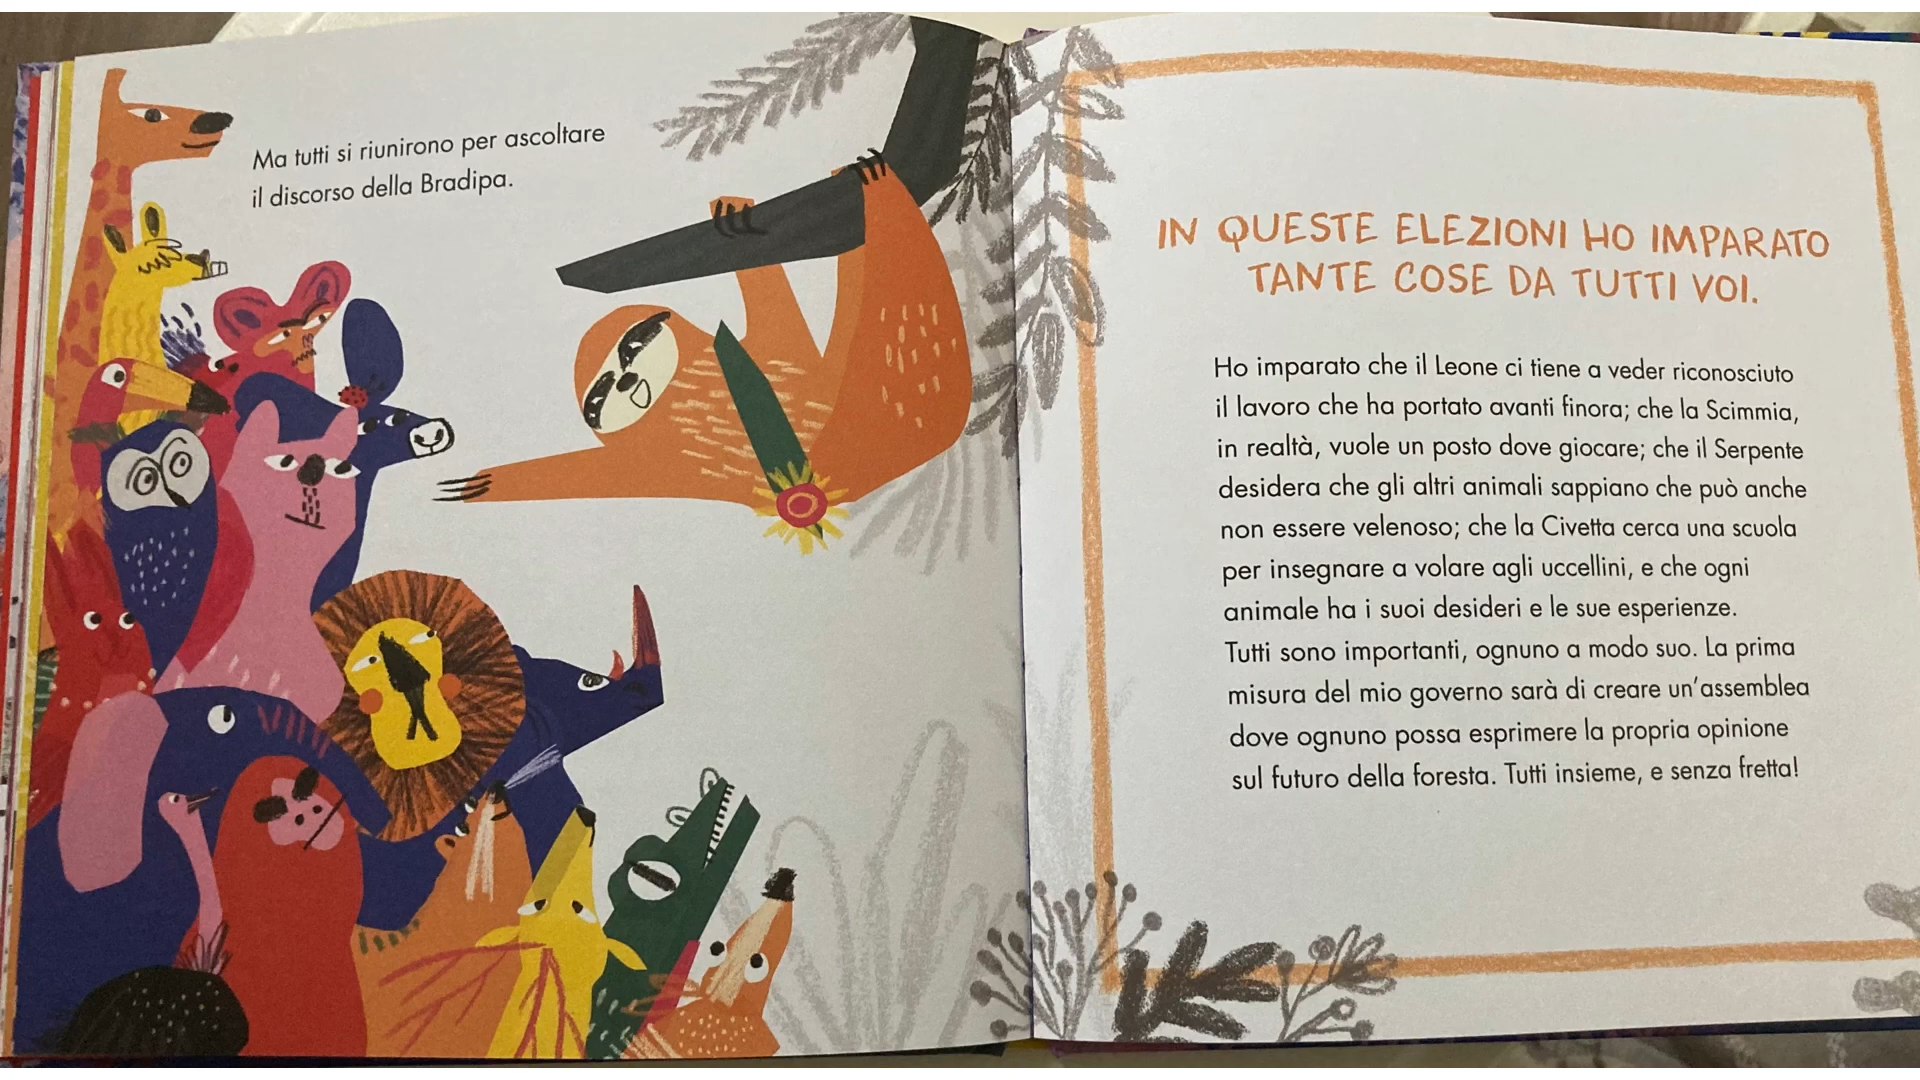 Ma tutti si riunirono per ascoltare
il discorso della Bradipa.
IN QUESTE ELEZIONI HO IMPARATO
TANTE COSE DA TUTTI VOI.
Ho imparato che il Leone ci tiene a veder riconosciuto
il lavoro che ha portato avanti finora; che la Scimmia,
in realtà, vuole un posto dove giocare; che il Serpente
desidera che gli altri animali sappiano che può anche
non essere velenoso; che la Civetta cerca una scuola
per insegnare a volare agli uccellini, e che ogni
animale ha i suoi desideri e le sue esperienze.
Tutti sono importanti, ognuno a modo suo. La prima
misura del mio governo sarà di creare un'assemblea
dove ognuno possa esprimere la propria opinione
sul futuro della foresta. Tutti insieme, e senza fretta!